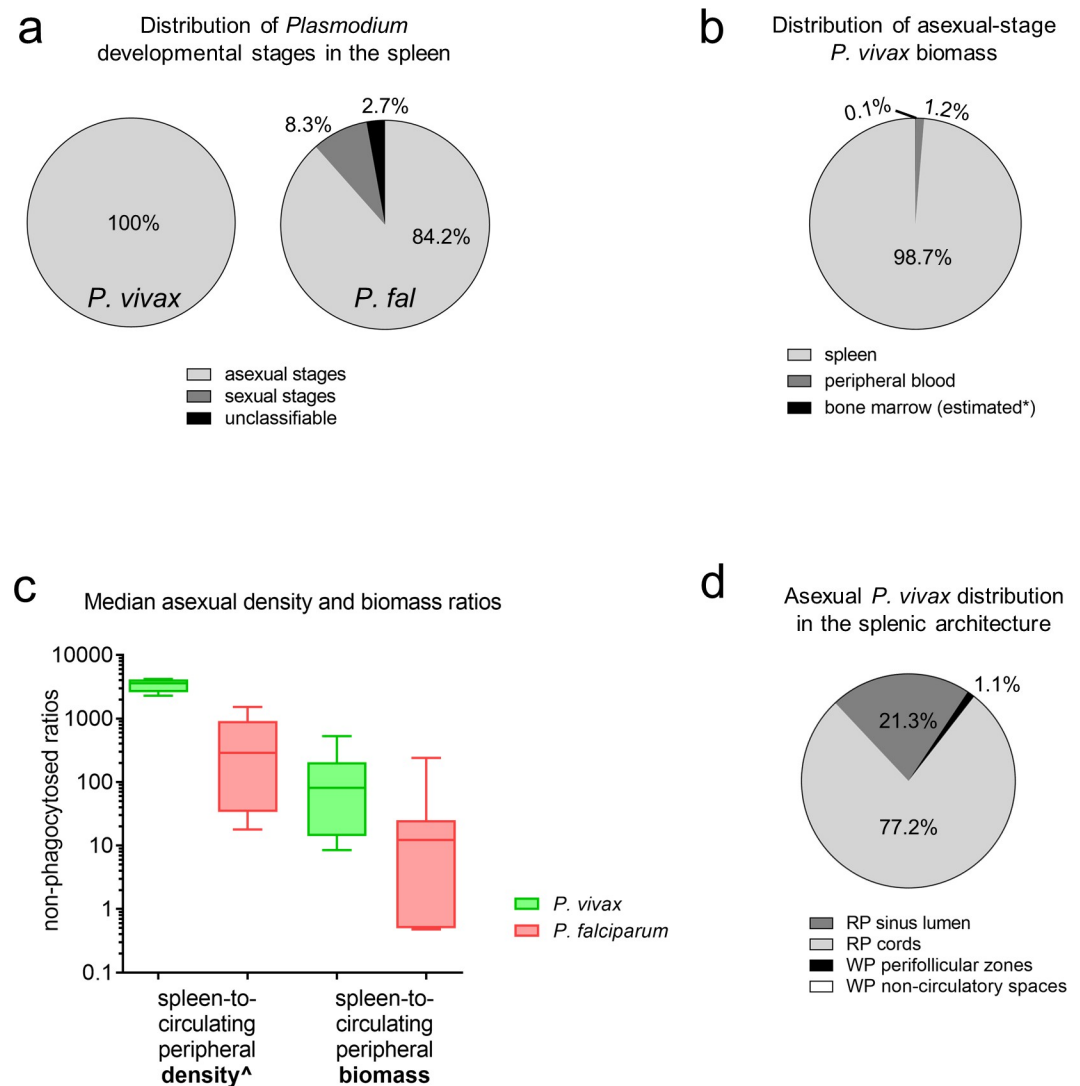 a
Distribution of Plasmodium
developmental stages in the spleen
100%
P. vivax
8.3%
2.7%
84.2%
P. fal
asexual stages
sexual stages
unclassifiable
b
Distribution of asexual-stage
P. vivax biomass
0.1%
1.2%
98.7%
spleen
peripheral blood
bone marrow (estimated*)
c
Median asexual density and biomass ratios
non-phagocytosed ratios
10000
1000
100
10
1
0.1
spleen-to-
circulating
peripheral
density^
spleen-to-
circulating
peripheral
biomass
P. vivax
P. falciparum
d
Asexual P. vivax distribution
in the splenic architecture
1.1%
21.3%
77.2%
RP sinus lumen
RP cords
WP perifollicular zones
WP non-circulatory spaces